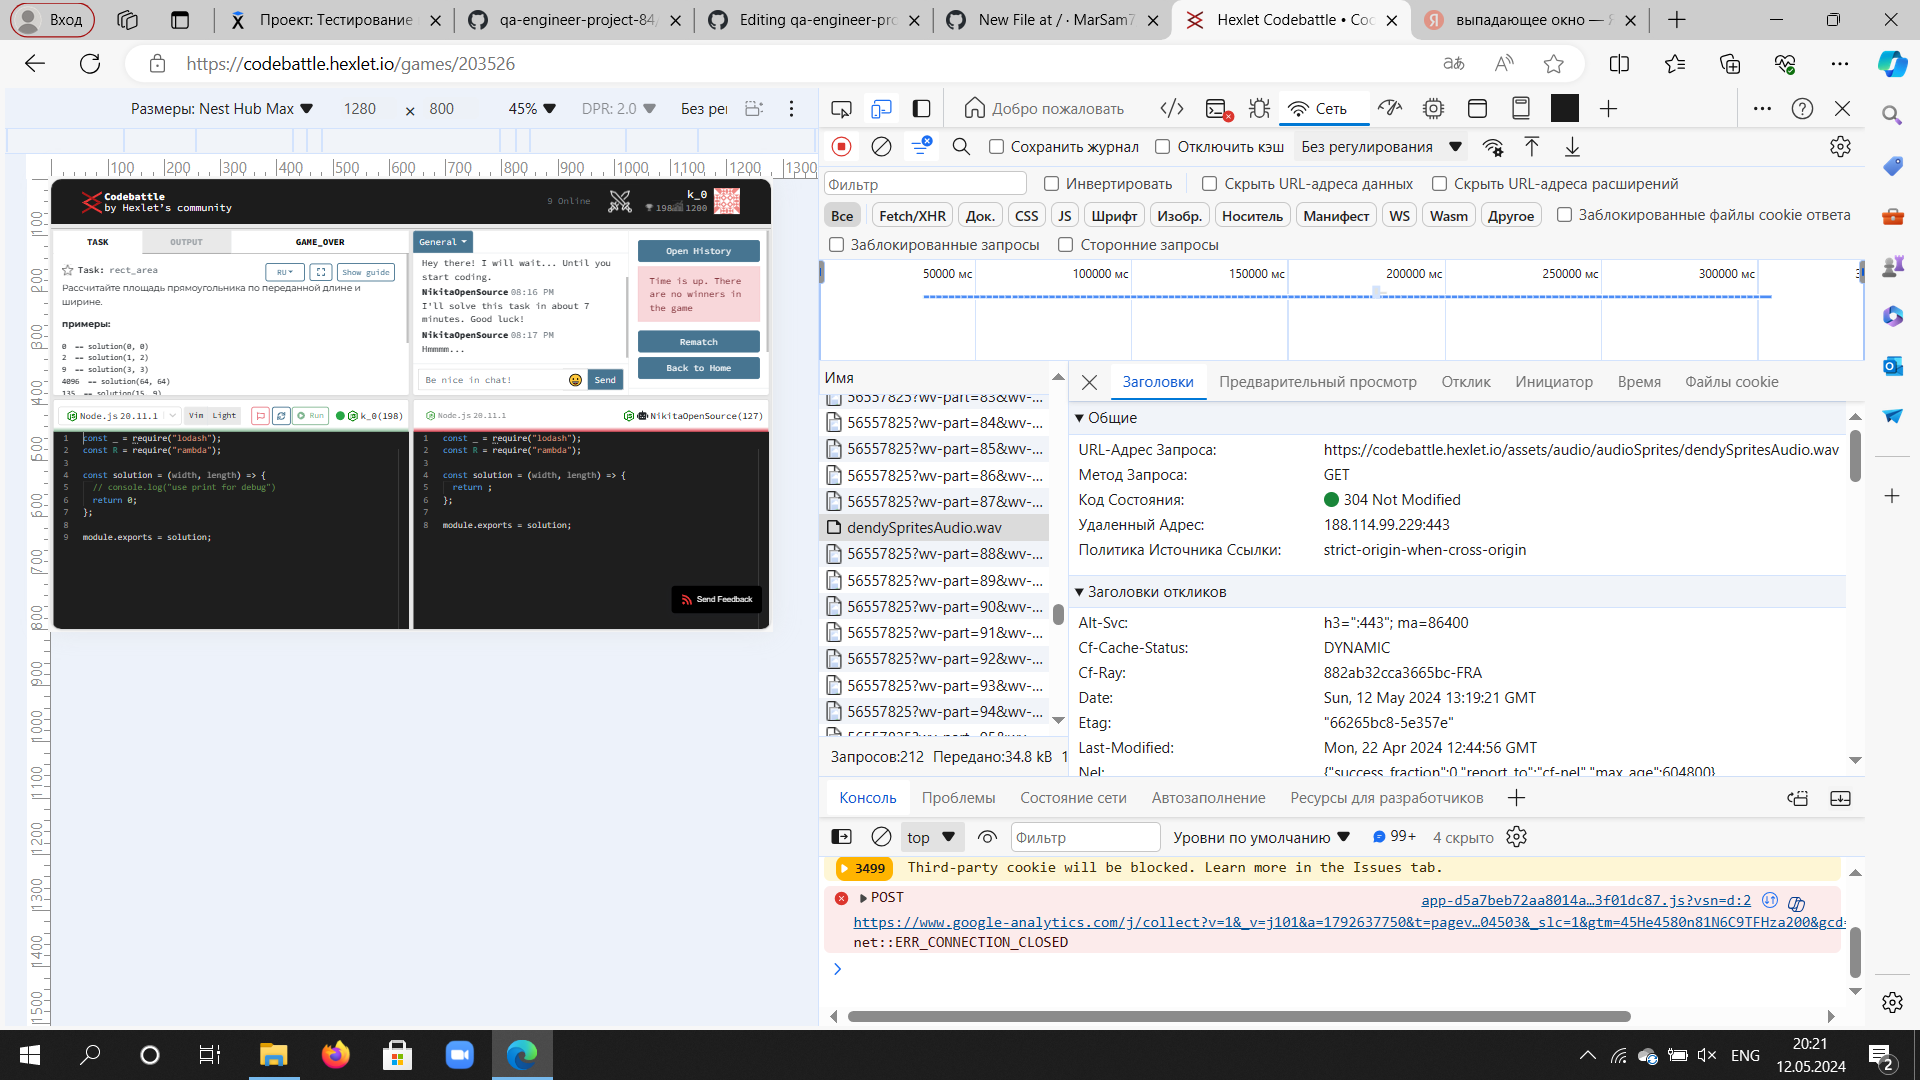 Вход
Проект: Тестирование
qa-engineer-project-84/
Editing qa-engineer-pro
New File at / · MarSam7
Hexlet Codebattle • Coc
выпадающее окно — Я
https://codebattle.hexlet.io/games/203526
Размеры: Nest Hub Max 1280 × 800 45% DPR: 2.0 Без рег
Добро пожаловать
Сеть
Сохранить журнал
Отключить кэш
Без регулирования
Фильтр
Инвертировать
Скрыть URL-адреса данных
Скрыть URL-адреса расширений
Все Fetch/XHR Док. CSS JS Шрифт Изобр. Носитель Манифест WS Wasm Другое Заблокированные файлы cookie ответа
Заблокированные запросы
Сторонние запросы
50000 мс 100000 мс 150000 мс 200000 мс 250000 мс 300000 мс
100 200 300 400 500 600 700 800 900 1000 1100 1200 1300
100 200 300 400 500 600 700 800 900 1000 1100 1200 1300 1400 1500
Codebattle
by Hexlet's community
9 Online
k_0
198 1200
TASK OUTPUT GAME_OVER
Task: rect_area
RU
Show guide
Рассчитайте площадь прямоугольника по переданной длине и
ширине.
примеры:
0 -- solution(0, 0)
2 -- solution(1, 2)
9 -- solution(3, 3)
4096 -- solution(64, 64)
135 -- solution(15, 9)
General
Hey there! I will wait... Until you
start coding.
NikitaOpenSource 08:16 PM
I'll solve this task in about 7
minutes. Good luck!
NikitaOpenSource 08:17 PM
Hmmmm...
Be nice in chat!
Send
Open History
Time is up. There
are no winners in
the game
Rematch
Back to Home
Node.js 20.11.1 Vim Light Run k_0(198)
1 const _ = require("lodash");
2 const R = require("rambda");
3
4 const solution = (width, length) => {
5 // console.log("use print for debug")
6 return 0;
7 };
8
9 module.exports = solution;
Node.js 20.11.1 NikitaOpenSource(127)
1 const _ = require("lodash");
2 const R = require("rambda");
3
4 const solution = (width, length) => {
5 return ;
6 };
7
8 module.exports = solution;
Send Feedback
Имя
56557825?wv-part=83&wv-...
56557825?wv-part=84&wv-...
56557825?wv-part=85&wv-...
56557825?wv-part=86&wv-...
56557825?wv-part=87&wv-...
dendySpritesAudio.wav
56557825?wv-part=88&wv-...
56557825?wv-part=89&wv-...
56557825?wv-part=90&wv-...
56557825?wv-part=91&wv-...
56557825?wv-part=92&wv-...
56557825?wv-part=93&wv-...
56557825?wv-part=94&wv-...
56557825?wv-part=95&wv-...
Запросов:212 Передано:34.8 kB 1
Заголовки Предварительный просмотр Отклик Инициатор Время Файлы cookie
Общие
URL-Адрес Запроса: https://codebattle.hexlet.io/assets/audio/audioSprites/dendySpritesAudio.wav
Метод Запроса: GET
Код Состояния: 304 Not Modified
Удаленный Адрес: 188.114.99.229:443
Политика Источника Ссылки: strict-origin-when-cross-origin
Заголовки откликов
Alt-Svc: h3=":443"; ma=86400
Cf-Cache-Status: DYNAMIC
Cf-Ray: 882ab32cca3665bc-FRA
Date: Sun, 12 May 2024 13:19:21 GMT
Etag: "66265bc8-5e357e"
Last-Modified: Mon, 22 Apr 2024 12:44:56 GMT
Nel: {"success_fraction":0,"report_to":"cf-nel","max_age":604800}
Консоль Проблемы Состояние сети Автозаполнение Ресурсы для разработчиков
top
Фильтр
Уровни по умолчанию
99+
4 скрыто
3499 Third-party cookie will be blocked. Learn more in the Issues tab.
POST app-d5a7beb72aa8014a…3f01dc87.js?vsn=d:2
https://www.google-analytics.com/j/collect?v=1&_v=j101&a=1792637750&t=pagev…04503&_slc=1&gtm=45He4580n81N6C9TFHza200&gcd=
net::ERR_CONNECTION_CLOSED
ENG
20:21
12.05.2024
2